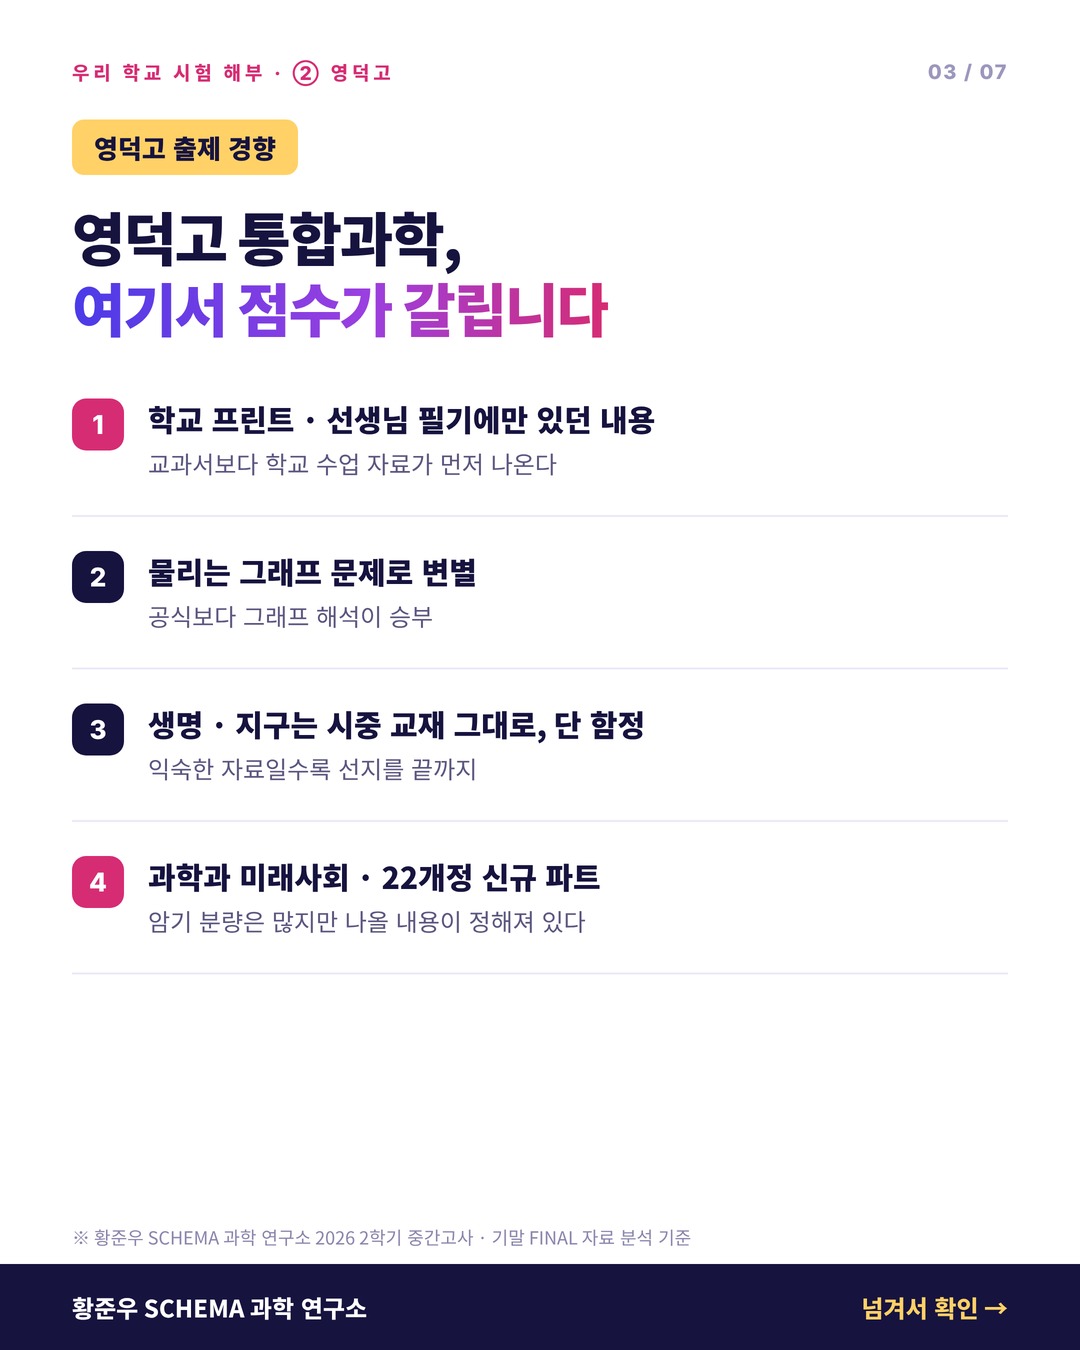 우리 학교 시험 해부 · ② 영덕고
03 / 07
영덕고 출제 경향
영덕고 통합과학,
여기서 점수가 갈립니다
1
학교 프린트 · 선생님 필기에만 있던 내용
교과서보다 학교 수업 자료가 먼저 나온다
2
물리는 그래프 문제로 변별
공식보다 그래프 해석이 승부
3
생명 · 지구는 시중 교재 그대로, 단 함정
익숙한 자료일수록 선지를 끝까지
4
과학과 미래사회 · 22개정 신규 파트
암기 분량은 많지만 나올 내용이 정해져 있다
※ 황준우 SCHEMA 과학 연구소 2026 2학기 중간고사 · 기말 FINAL 자료 분석 기준
황준우 SCHEMA 과학 연구소
넘겨서 확인 →